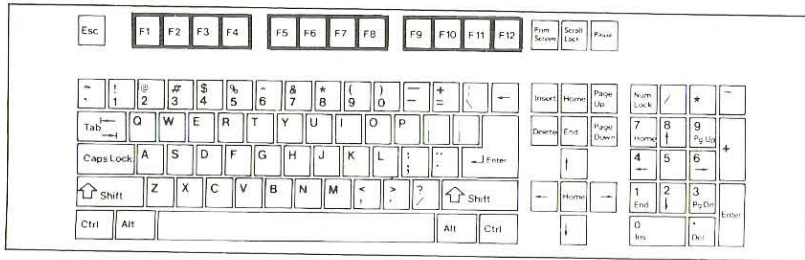 Esc F1 F2 F3 F4 F5 F6 F7 F8 F9 F10 F11 F12 Print Screen Scroll Lock Pause
~ ! @ # $ % ^ & * ( ) — + |
` 1 2 3 4 5 6 7 8 9 0 - = \ ← Insert Home Page Up Num Lock / * −
Tab Q W E R T Y U I O P Delete End Page Down 7 Home 8 ↑ 9 Pg Up +
Caps Lock A S D F G H J K L : ; " ' Enter ↑ 4 ← 5 6 →
Shift Z X C V B N M < , > . ? / Shift ← Home → 1 End 2 ↓ 3 Pg Dn Enter
Ctrl Alt Alt Ctrl ↓ 0 Ins . Del